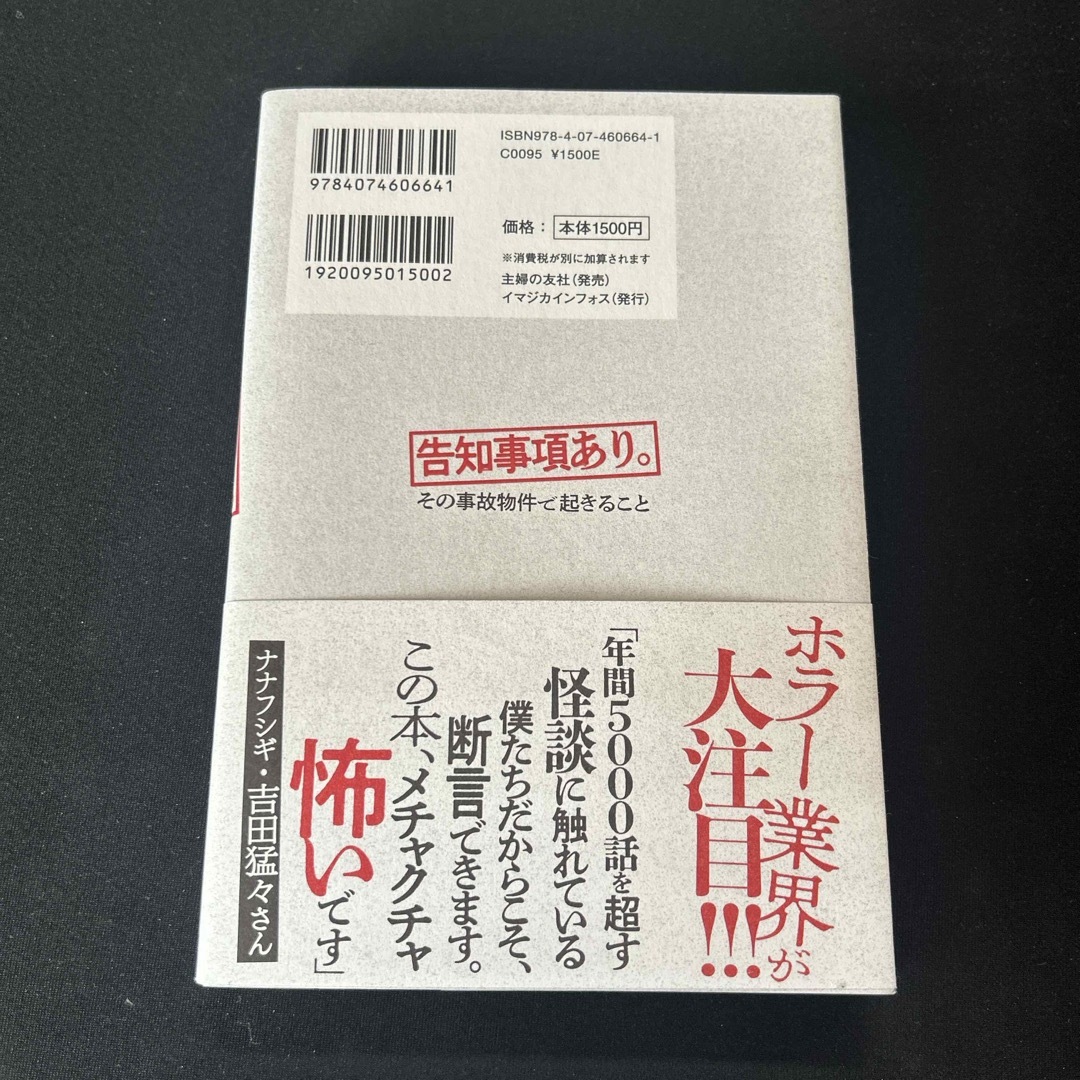 9784074606641
1920095015002
ISBN978-4-07-460664-1
C0095 ¥1500E
価格：本体1500円
※消費税が別に加算されます
主婦の友社（発売）
イマジカインフォス（発行）
告知事項あり。
その事故物件で起きること
ホラー業界が
大注目!!!
「年間5000話を超す
怪談に触れている
僕たちだからこそ、
断言できます。
この本、メチャクチャ
怖いです」
ナナフシギ・吉田猛々さん